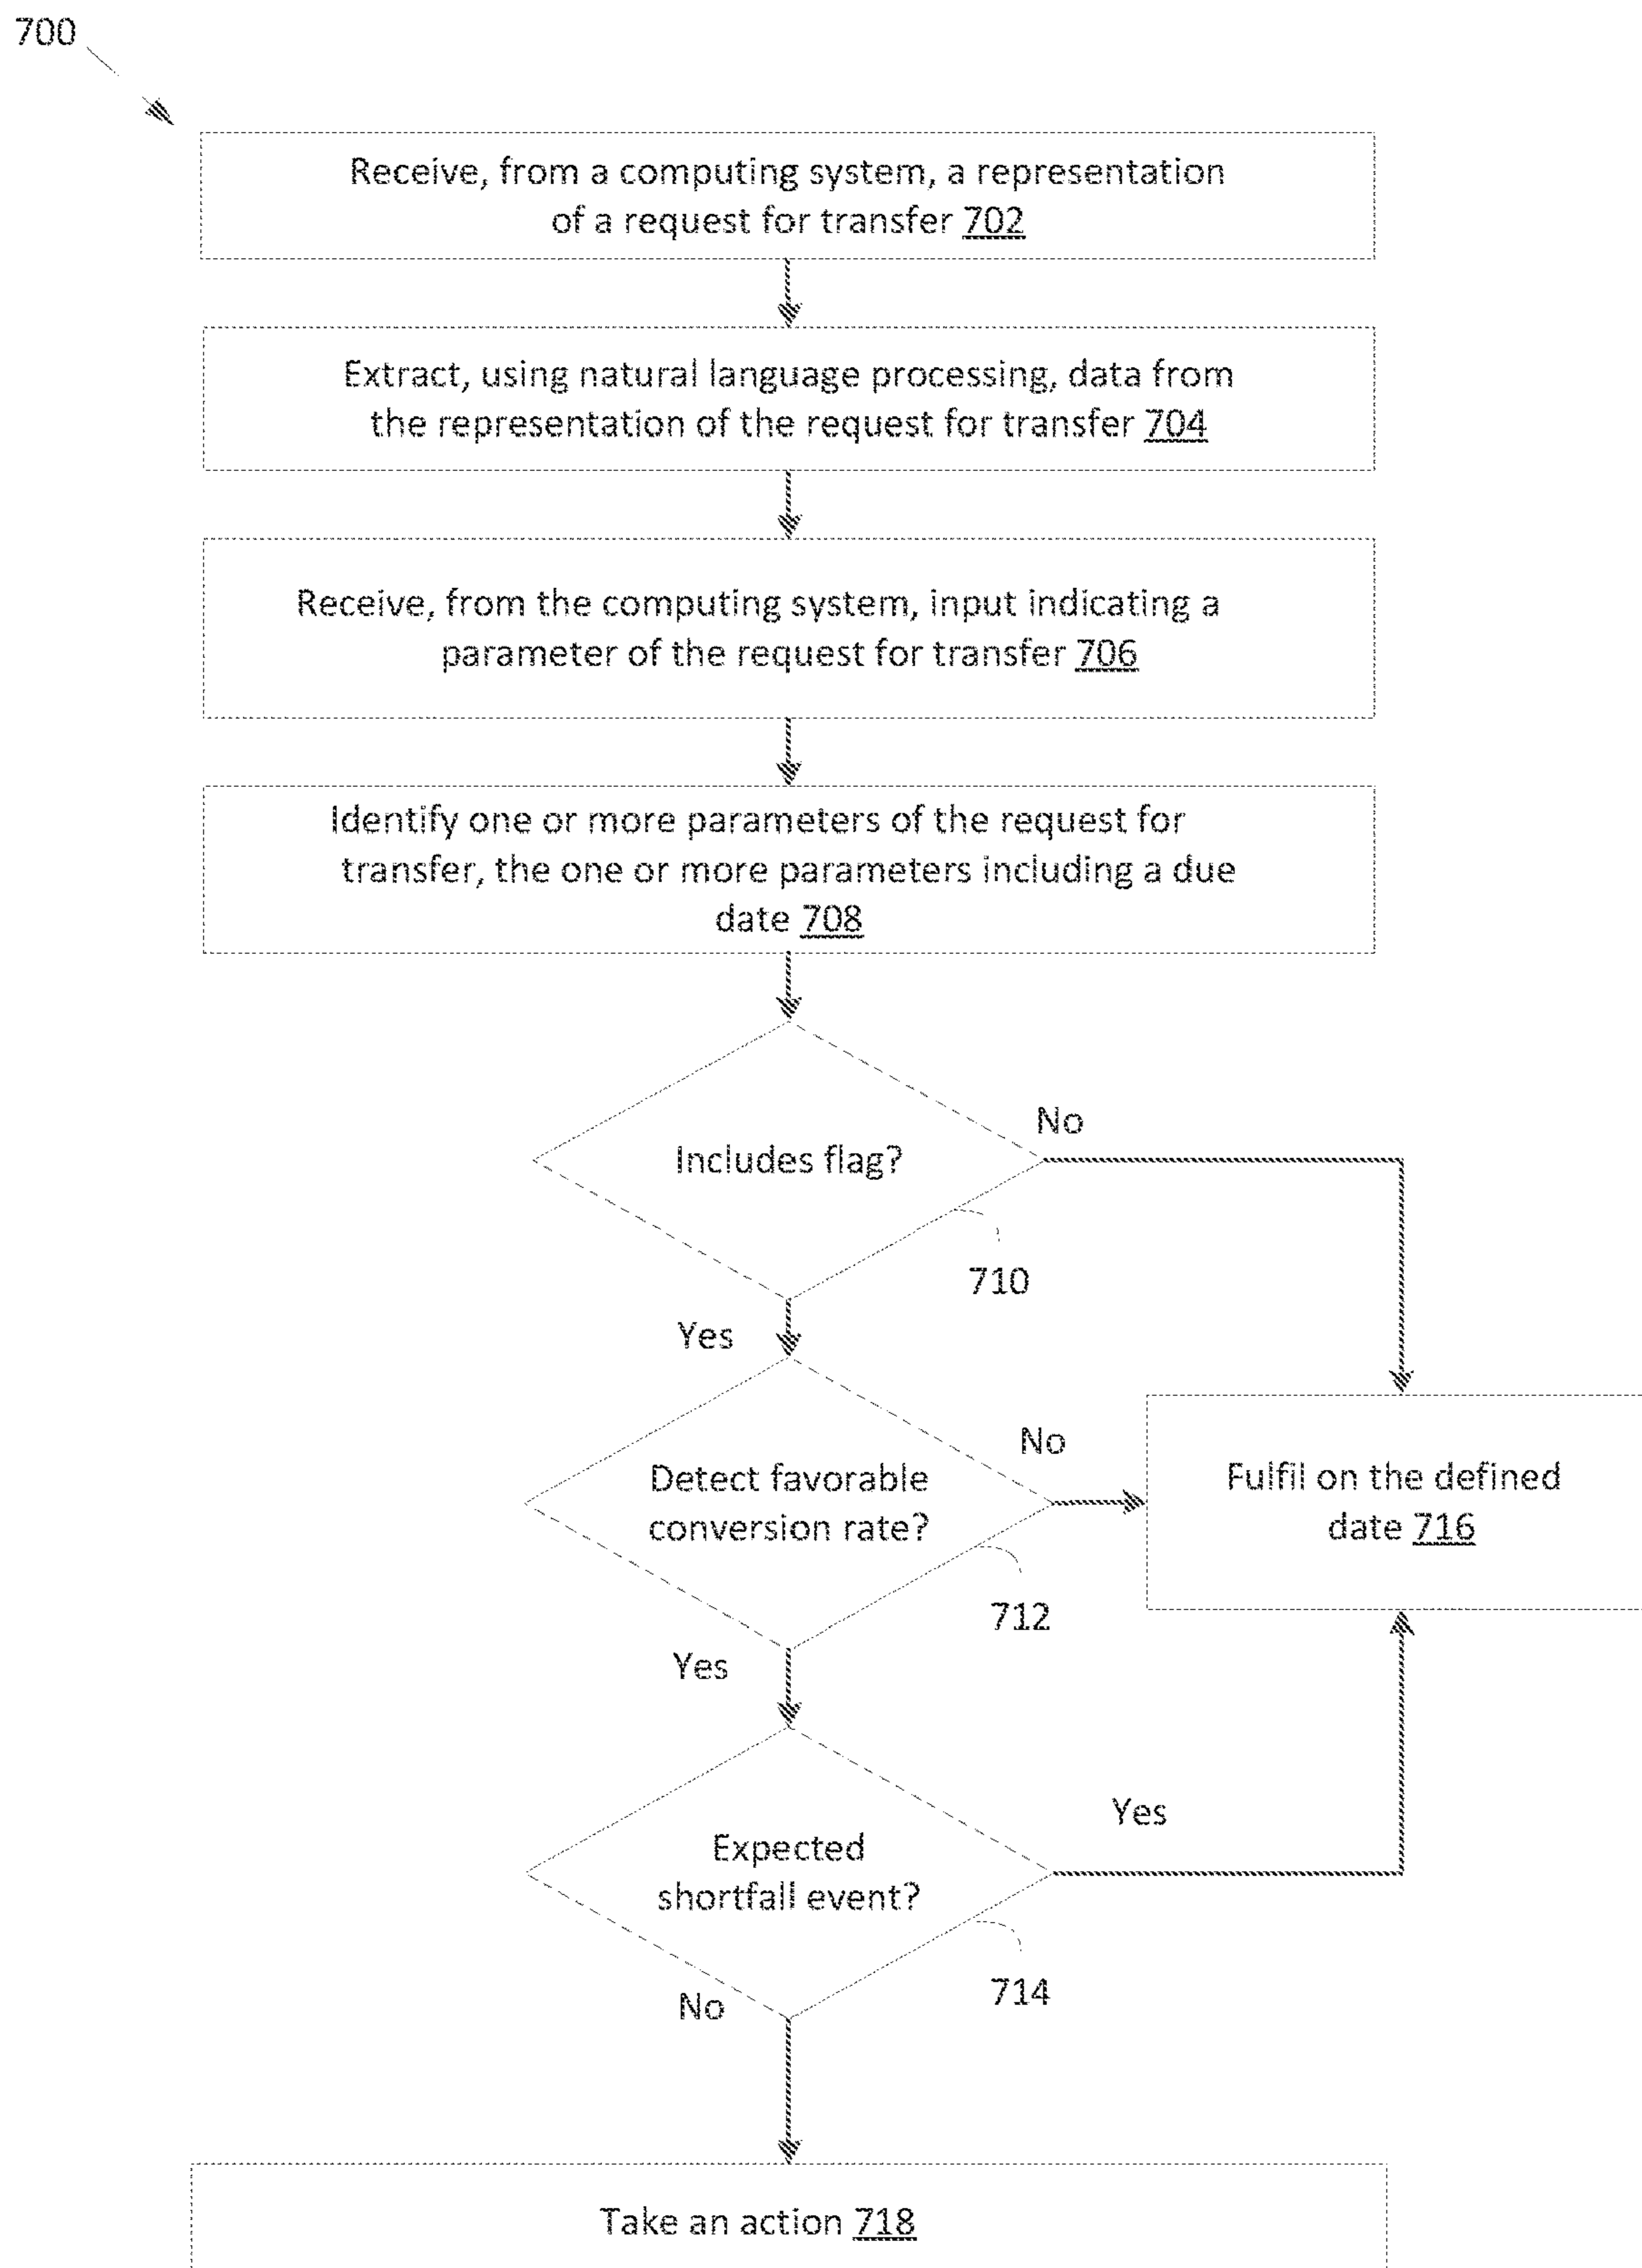 700
Receive, from a computing system, a representation
of a request for transfer 702
Extract, using natural language processing, data from
the representation of the request for transfer 704
Receive, from the computing system, input indicating a
parameter of the request for transfer 706
Identify one or more parameters of the request for
transfer, the one or more parameters including a due
date 708
No
Includes flag?
710
Yes
No
Detect favorable
conversion rate?
Fulfil on the defined
date 716
712
Yes
Yes
Expected
shortfall event?
714
No
Take an action 718